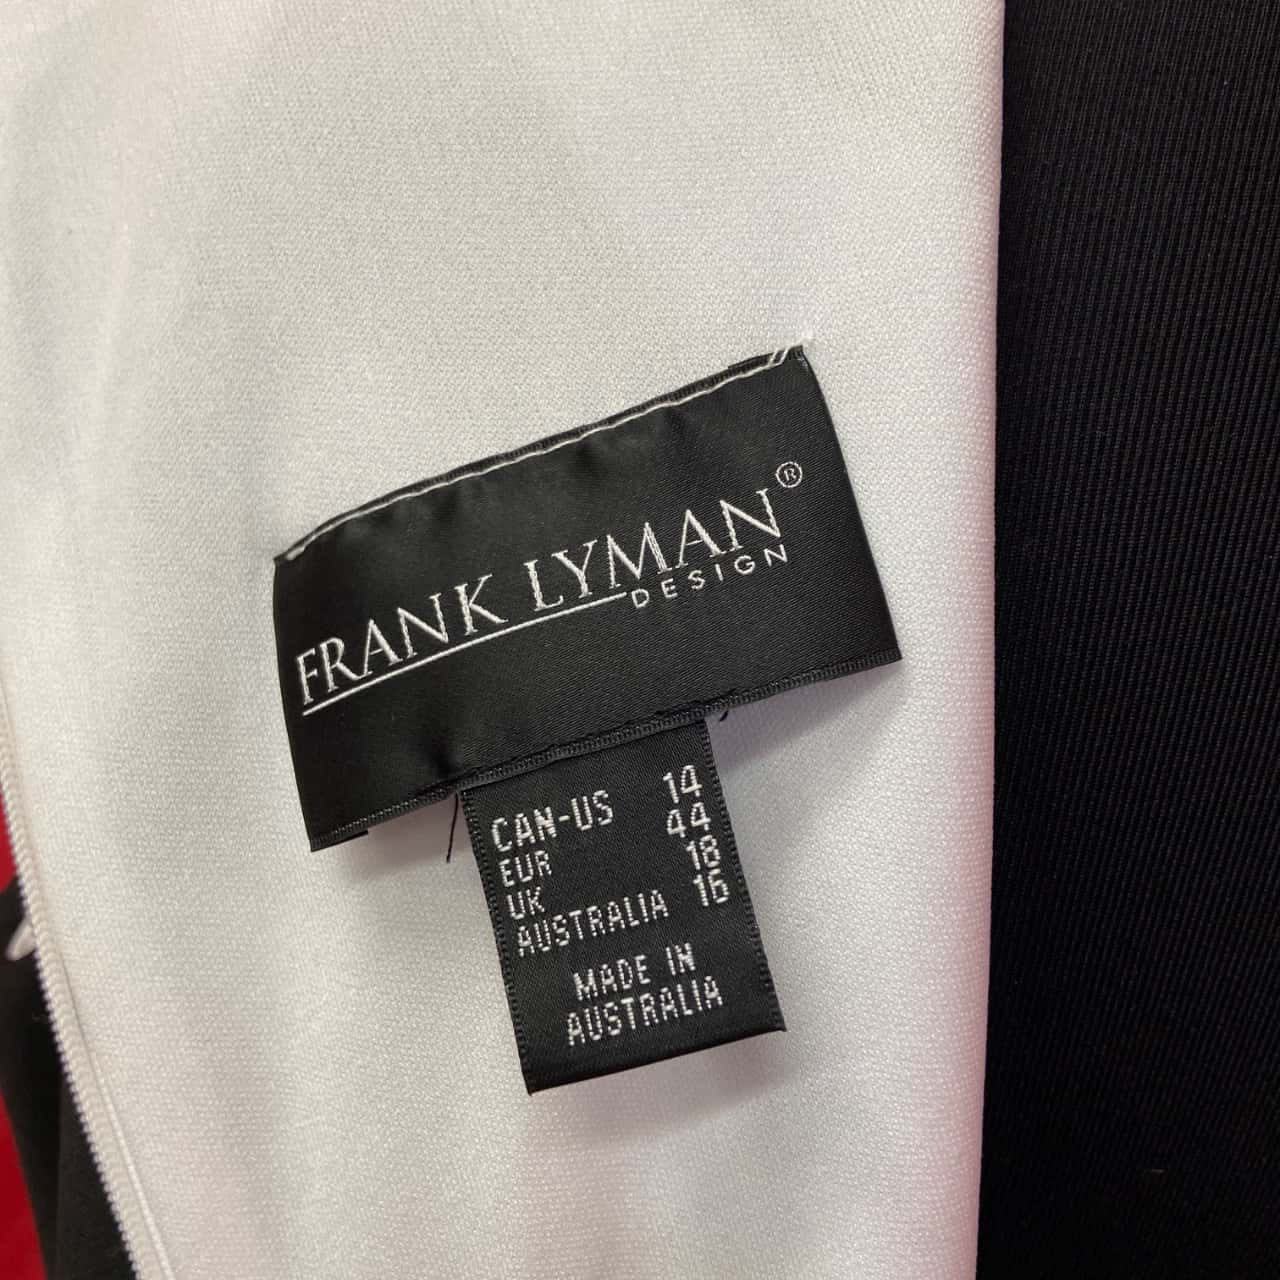 FRANK LYMAN®
DESIGN
CAN-US 14
EUR 44
UK 18
AUSTRALIA 16
MADE IN
AUSTRALIA